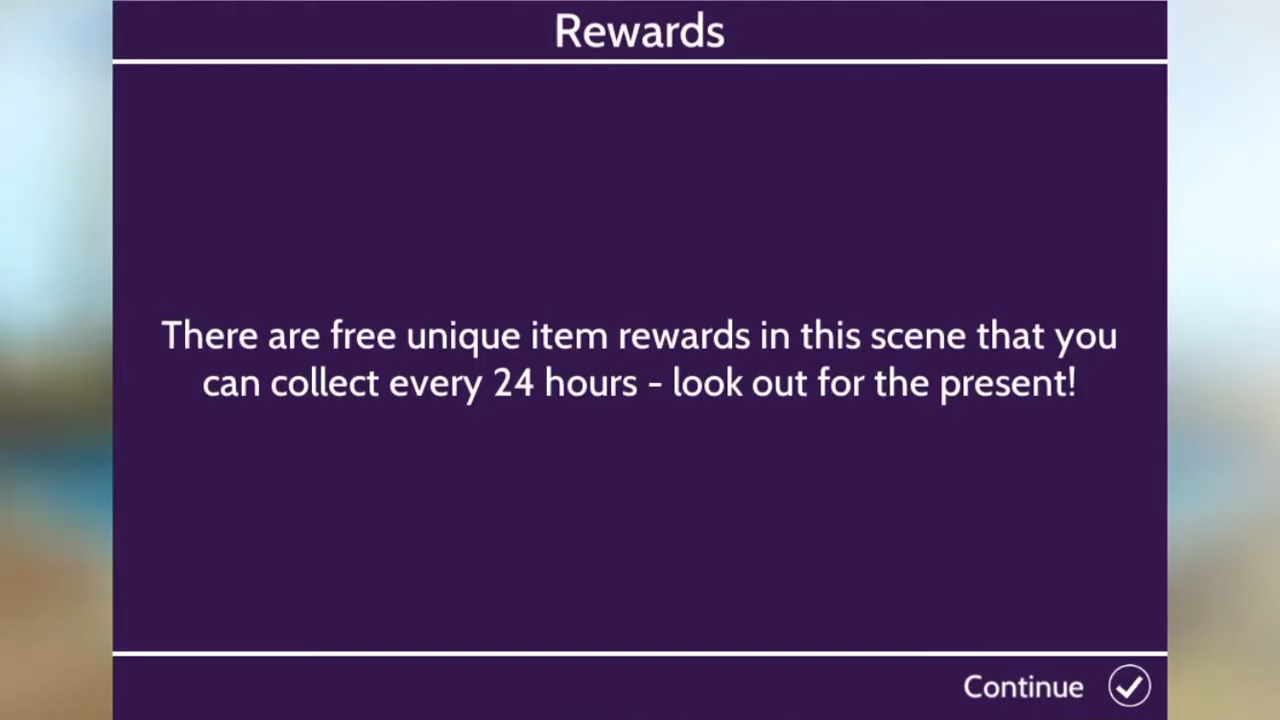 Rewards
There are free unique item rewards in this scene that you
can collect every 24 hours - look out for the present!
Continue